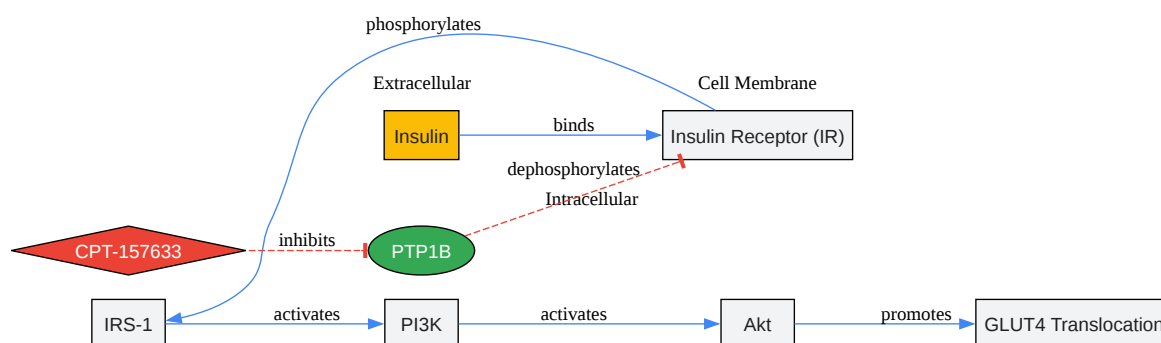 phosphorylates
Extracellular
Cell Membrane
Insulin
binds
Insulin Receptor (IR)
dephosphorylates
Intracellular
CPT-157633
inhibits
PTP1B
IRS-1
activates
PI3K
activates
Akt
promotes
GLUT4 Translocation